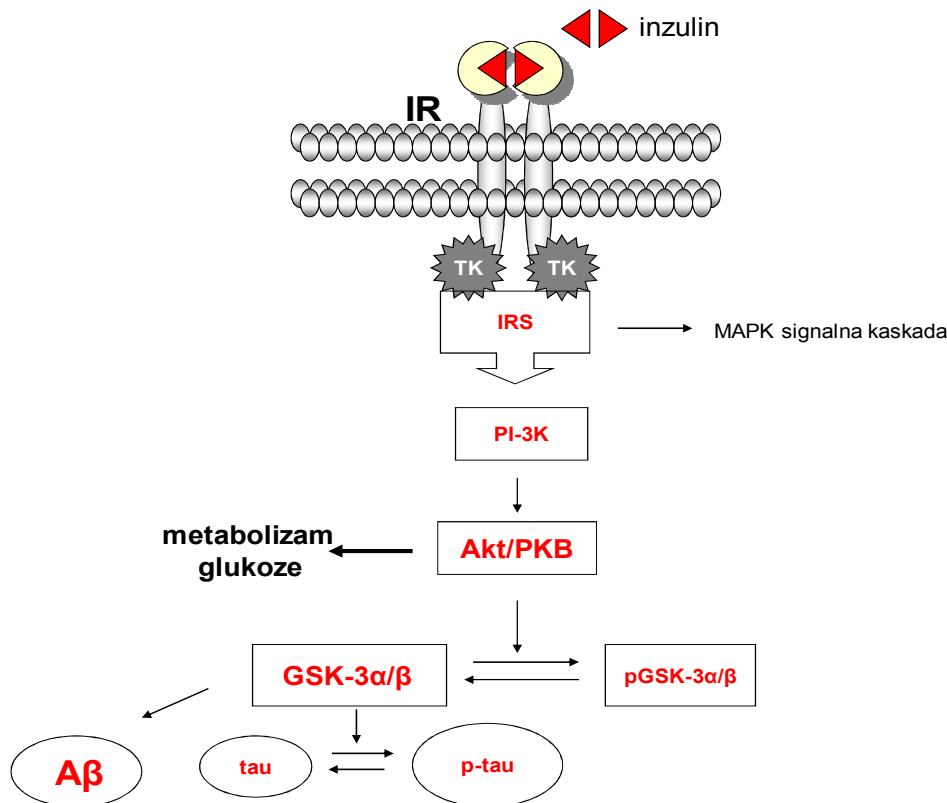 inzulin
IR
TK
TK
IRS
MAPK signalna kaskada
PI-3K
metabolizam
glukoze
Akt/PKB
GSK-3α/β
pGSK-3α/β
Aβ
tau
p-tau